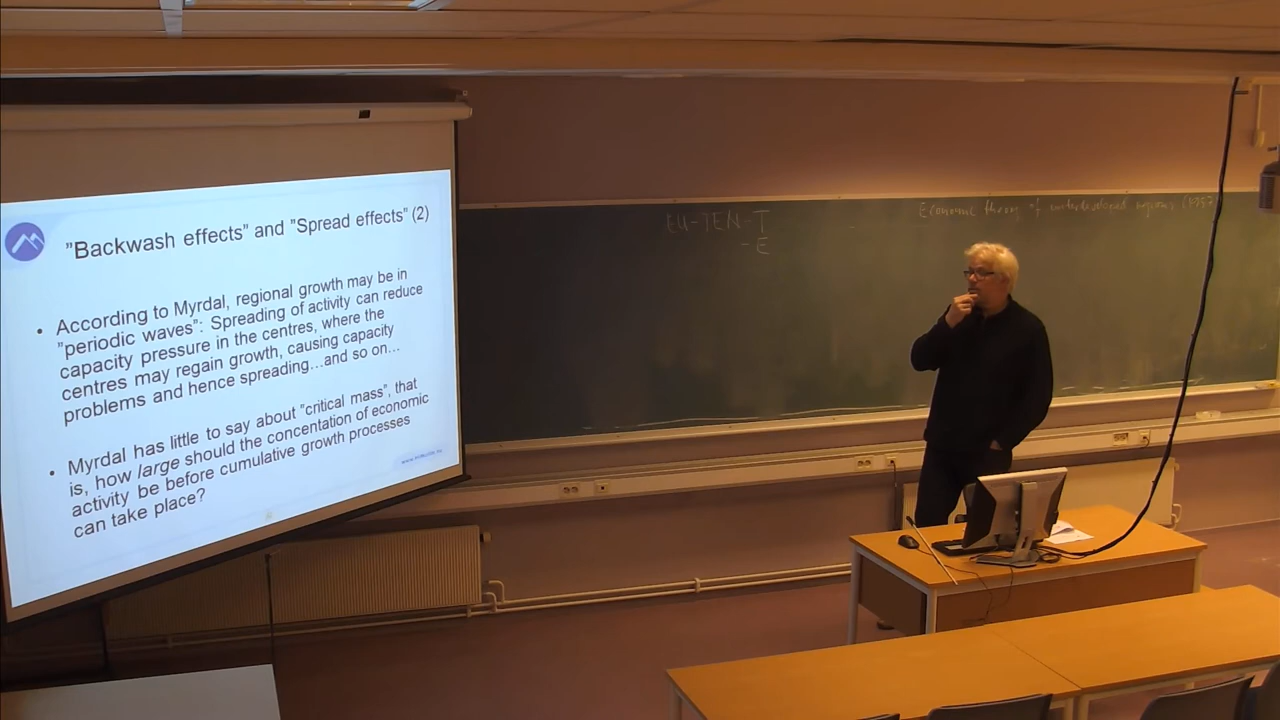 "Backwash effects" and "Spread effects" (2)
• According to Myrdal, regional growth may be in
"periodic waves": Spreading of activity can reduce
capacity pressure in the centres, where the
centres may regain growth, causing capacity
problems and hence spreading…and so on…
• Myrdal has little to say about "critical mass", that
is, how large should the concentation of economic
activity be before cumulative growth processes
can take place?
EU-TEN-T
-E
Economic theory of regions (1957